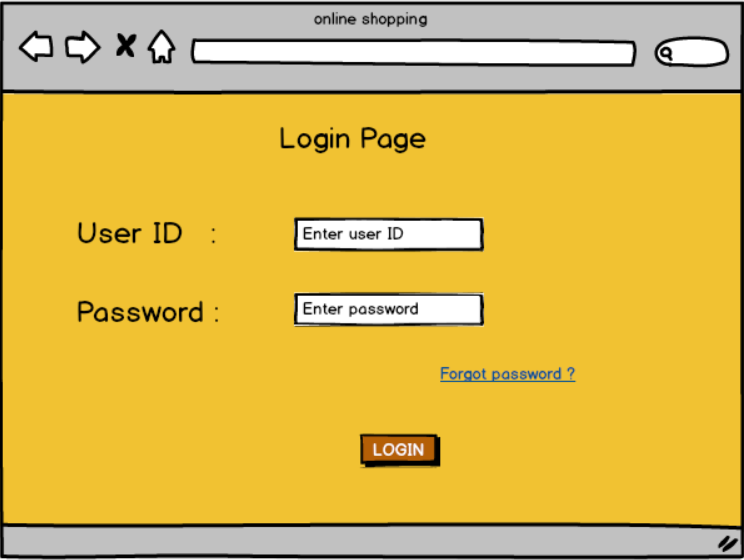 online shopping
Login Page
User ID : Enter user ID
Password : Enter password
Forgot password ?
LOGIN